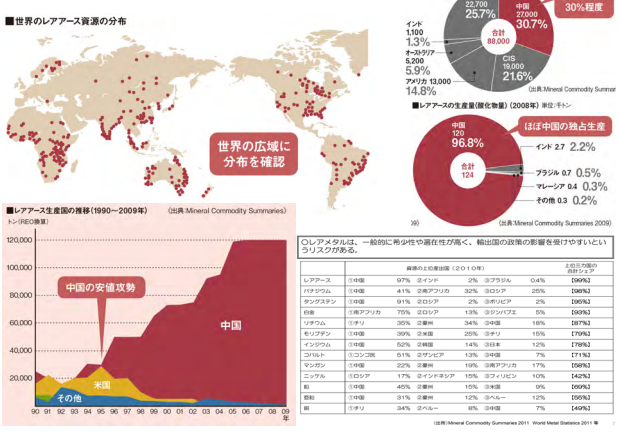 ■世界のレアアース資源の分布
世界の広域に
分布を確認
22,700
25.7%
中国
27,000
30.7%
30%程度
インド
1,100
1.3%
オーストラリア
5,200
5.9%
アメリカ 13,000
14.8%
合計
88,000
CIS
19,000
21.6%
(出典:Mineral Commodity Summar
■レアアースの生産量(酸化物量)(2008年) 単位:千トン
中国
120
96.8%
合計
124
ほぼ中国の独占生産
インド 2.7 2.2%
ブラジル 0.7 0.5%
マレーシア 0.4 0.3%
その他 0.3 0.2%
09)
(出典:Mineral Commodity Summaries 2009)
■レアアース生産国の推移(1990~2009年) (出典:Mineral Commodity Summaries)
トン(REO換算)
120,000
100,000
80,000
60,000
40,000
20,000
中国の安値攻勢
中国
米国
その他
90 91 92 93 94 95 96 97 98 99 00 01 02 03 04 05 06 07 08 09
年
○レアメタルは、一般的に希少性や遍在性が高く、輸出国の政策の影響を受けやすいとい
うリスクがある。
資源の上位産出国(2010年) 上位三カ国の
合計シェア
レアアース ①中国 97% ②インド 2% ③ブラジル 0.4% 【99%】
バナジウム ①中国 41% ②南アフリカ 32% ③ロシア 25% 【98%】
タングステン ①中国 91% ②ロシア 2% ③ボリビア 2% 【95%】
白金 ①南アフリカ 75% ②ロシア 13% ③ジンバブエ 5% 【93%】
リチウム ①チリ 35% ②豪州 34% ③中国 18% 【87%】
モリブデン ①中国 39% ②米国 25% ③チリ 15% 【79%】
インジウム ①中国 52% ②韓国 14% ③日本 12% 【78%】
コバルト ①コンゴ民 51% ②ザンビア 13% ③中国 7% 【71%】
マンガン ①中国 22% ②豪州 19% ③南アフリカ 17% 【58%】
ニッケル ①ロシア 17% ②インドネシア 15% ③フィリピン 10% 【42%】
鉛 ①中国 45% ②豪州 15% ③米国 9% 【69%】
亜鉛 ①中国 31% ②豪州 12% ③ペルー 12% 【55%】
銅 ①チリ 34% ②ペルー 8% ③中国 7% 【49%】
(出典)Mineral Commodity Summaries 2011 World Metal Statistics 2011 年